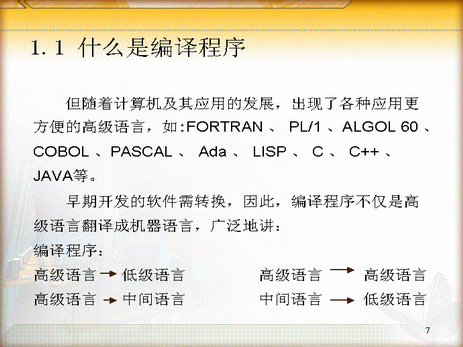 1.1 什么是编译程序
但随着计算机及其应用的发展，出现了各种应用更
方便的高级语言，如:FORTRAN 、 PL/1 、ALGOL 60 、
COBOL 、PASCAL 、 Ada 、 LISP 、 C 、 C++ 、
JAVA等。
早期开发的软件需转换，因此，编译程序不仅是高
级语言翻译成机器语言，广泛地讲：
编译程序：
高级语言 → 低级语言 高级语言 → 高级语言
高级语言 → 中间语言 中间语言 → 低级语言
7